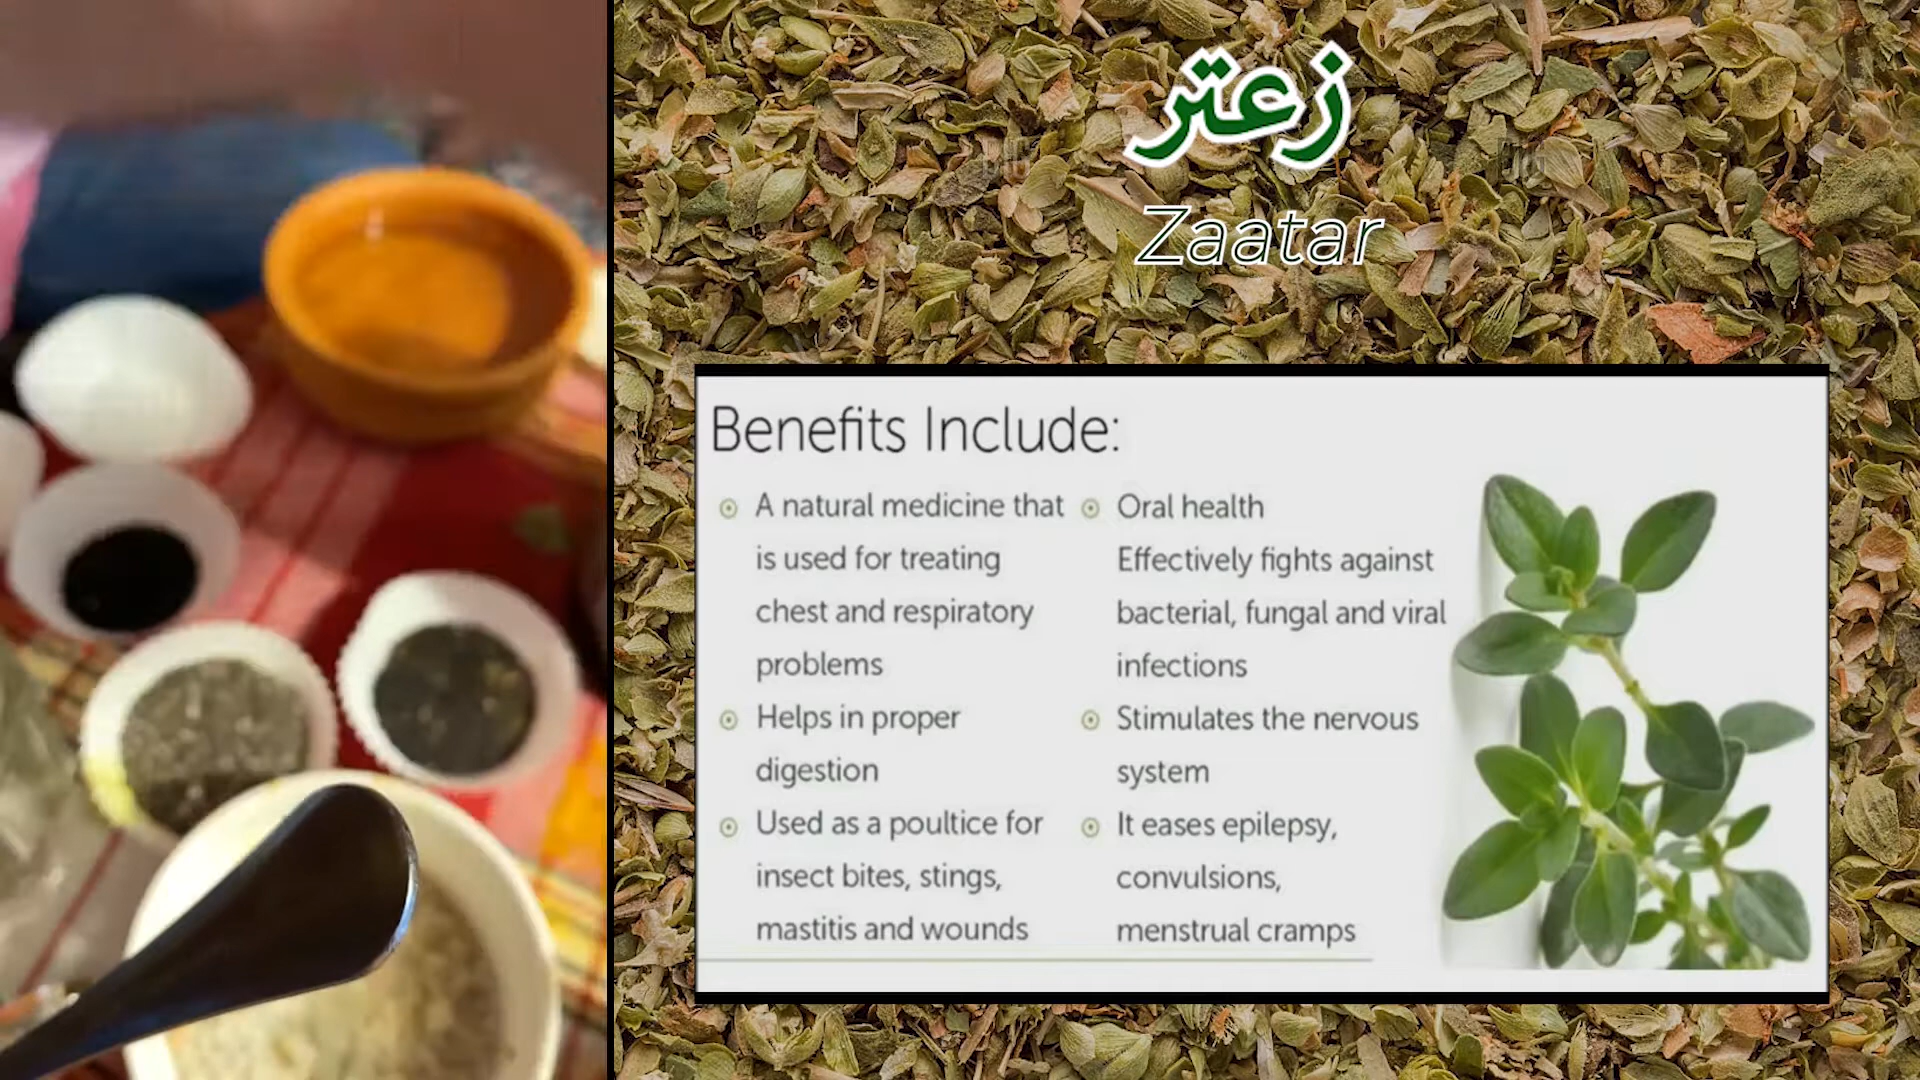 زعتر
Zaatar
Benefits Include:
A natural medicine that
is used for treating
chest and respiratory
problems
Helps in proper
digestion
Used as a poultice for
insect bites, stings,
mastitis and wounds
Oral health
Effectively fights against
bacterial, fungal and viral
infections
Stimulates the nervous
system
It eases epilepsy,
convulsions,
menstrual cramps